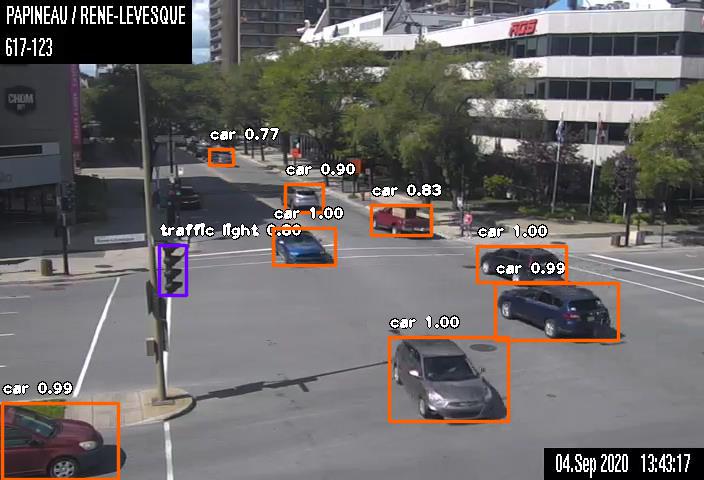 PAPINEAU / RENE-LEVESQUE
617-123
RDS
CHOM
car 0.77
car 0.90
car 0.83
car 1.00
traffic light 0.80
car 1.00
car 0.99
car 1.00
car 0.99
04.Sep 2020 13:43:17